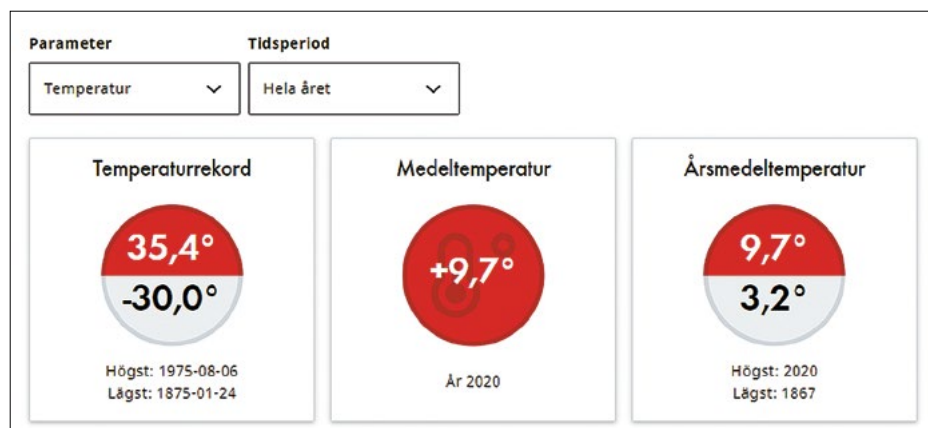 Parameter
Tidsperiod
Temperatur
Hela året
Temperaturrekord
35,4°
-30,0°
Högst: 1975-08-06
Lägst: 1875-01-24
Medeltemperatur
+9,7°
År 2020
Årsmedeltemperatur
9,7°
3,2°
Högst: 2020
Lägst: 1867